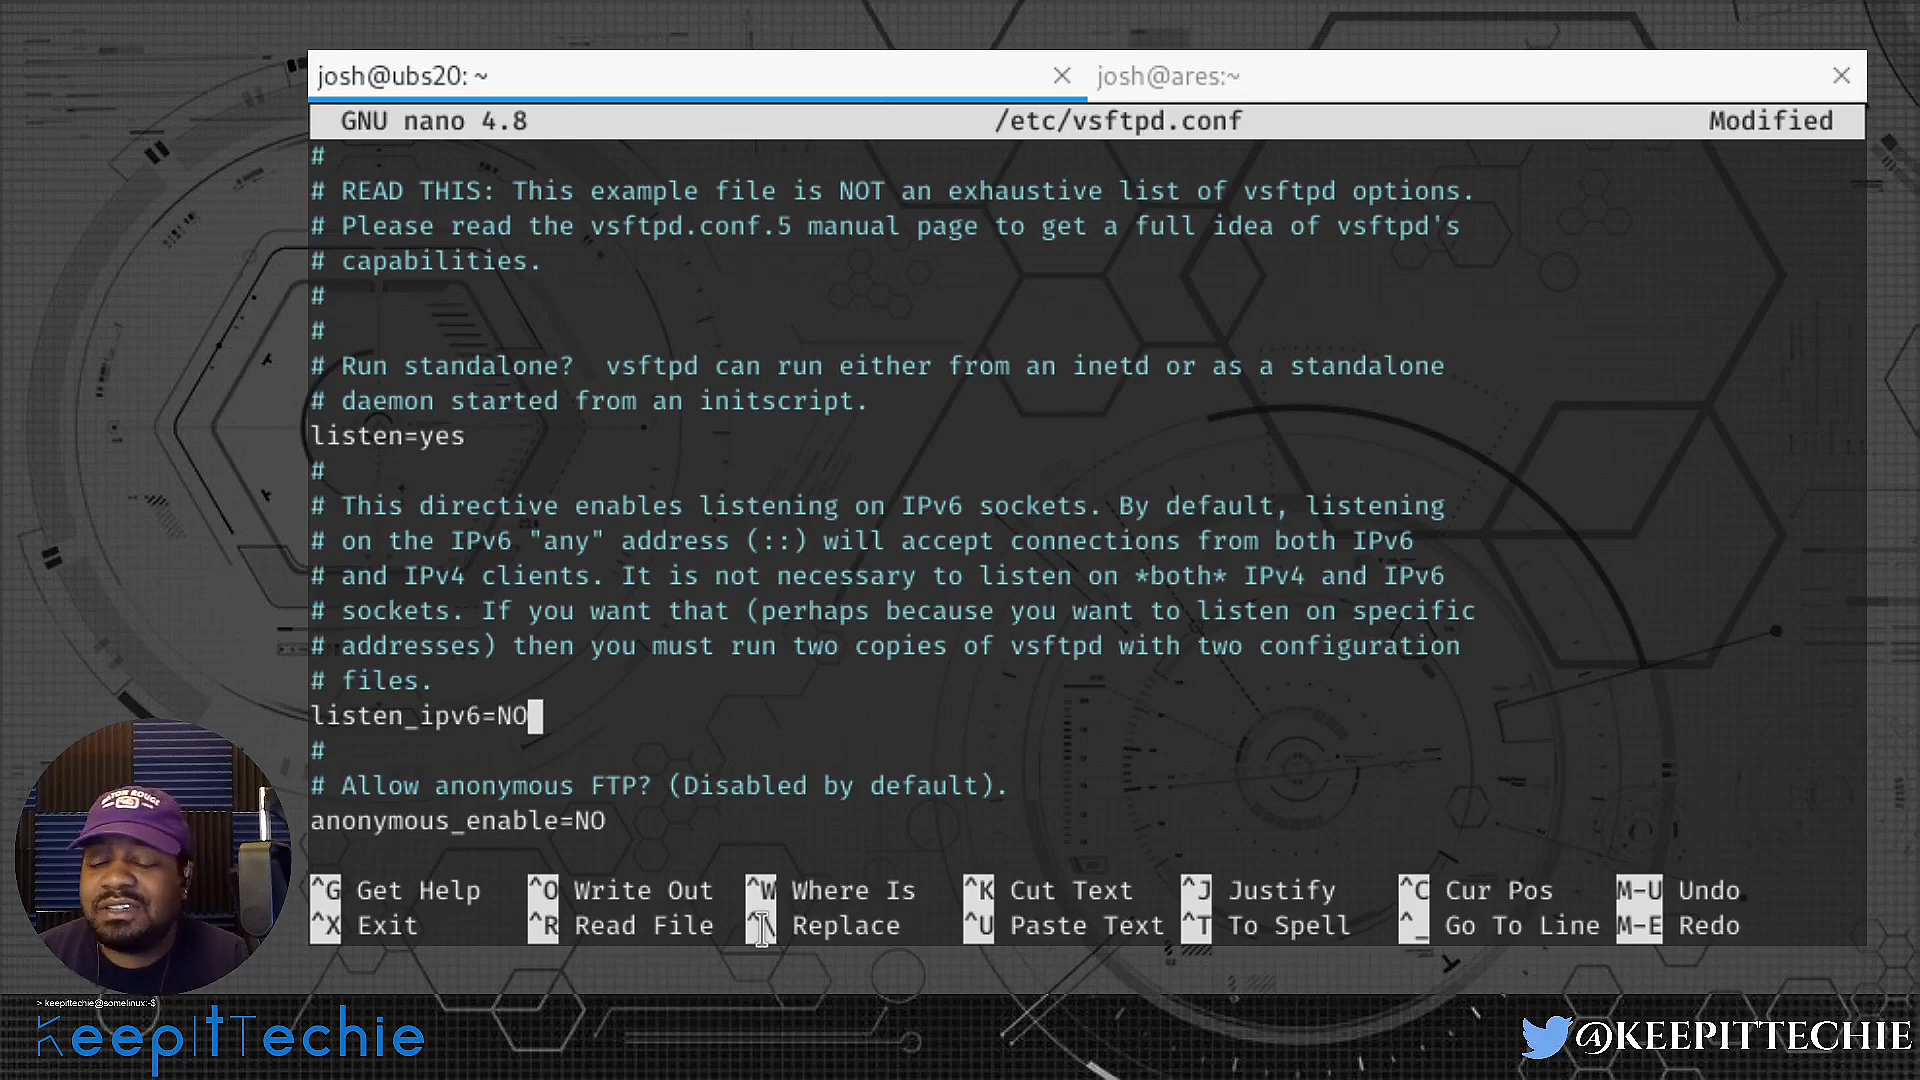 josh@ubs20: ~
josh@ares:~
GNU nano 4.8 /etc/vsftpd.conf Modified
#
# READ THIS: This example file is NOT an exhaustive list of vsftpd options.
# Please read the vsftpd.conf.5 manual page to get a full idea of vsftpd's
# capabilities.
#
#
# Run standalone?  vsftpd can run either from an inetd or as a standalone
# daemon started from an initscript.
listen=yes
#
# This directive enables listening on IPv6 sockets. By default, listening
# on the IPv6 "any" address (::) will accept connections from both IPv6
# and IPv4 clients. It is not necessary to listen on *both* IPv4 and IPv6
# sockets. If you want that (perhaps because you want to listen on specific
# addresses) then you must run two copies of vsftpd with two configuration
# files.
listen_ipv6=NO
#
# Allow anonymous FTP? (Disabled by default).
anonymous_enable=NO
^G Get Help ^O Write Out ^W Where Is ^K Cut Text ^J Justify ^C Cur Pos M-U Undo
^X Exit ^R Read File ^\ Replace ^U Paste Text ^T To Spell ^_ Go To Line M-E Redo
BATON ROUGE
> keepittechie@somelinux:-$
KeepItTechie
@KEEPITTECHIE